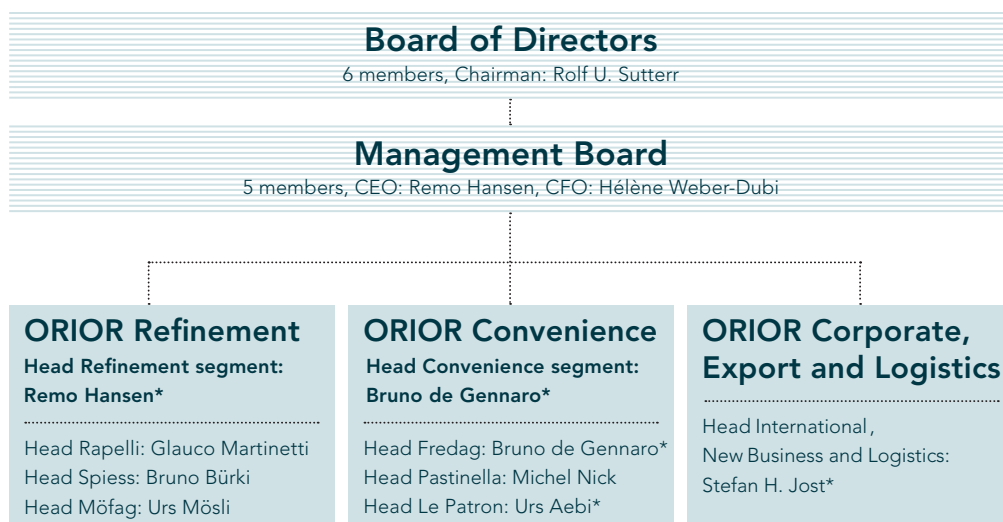 Board of Directors
6 members, Chairman: Rolf U. Sutterr
Management Board
5 members, CEO: Remo Hansen, CFO: Hélène Weber-Dubi
ORIOR Refinement
Head Refinement segment:
Remo Hansen*
Head Rapelli: Glauco Martinetti
Head Spiess: Bruno Bürki
Head Möfag: Urs Mösli
ORIOR Convenience
Head Convenience segment:
Bruno de Gennaro*
Head Fredag: Bruno de Gennaro*
Head Pastinella: Michel Nick
Head Le Patron: Urs Aebi*
ORIOR Corporate,
Export and Logistics
Head International,
New Business and Logistics:
Stefan H. Jost*